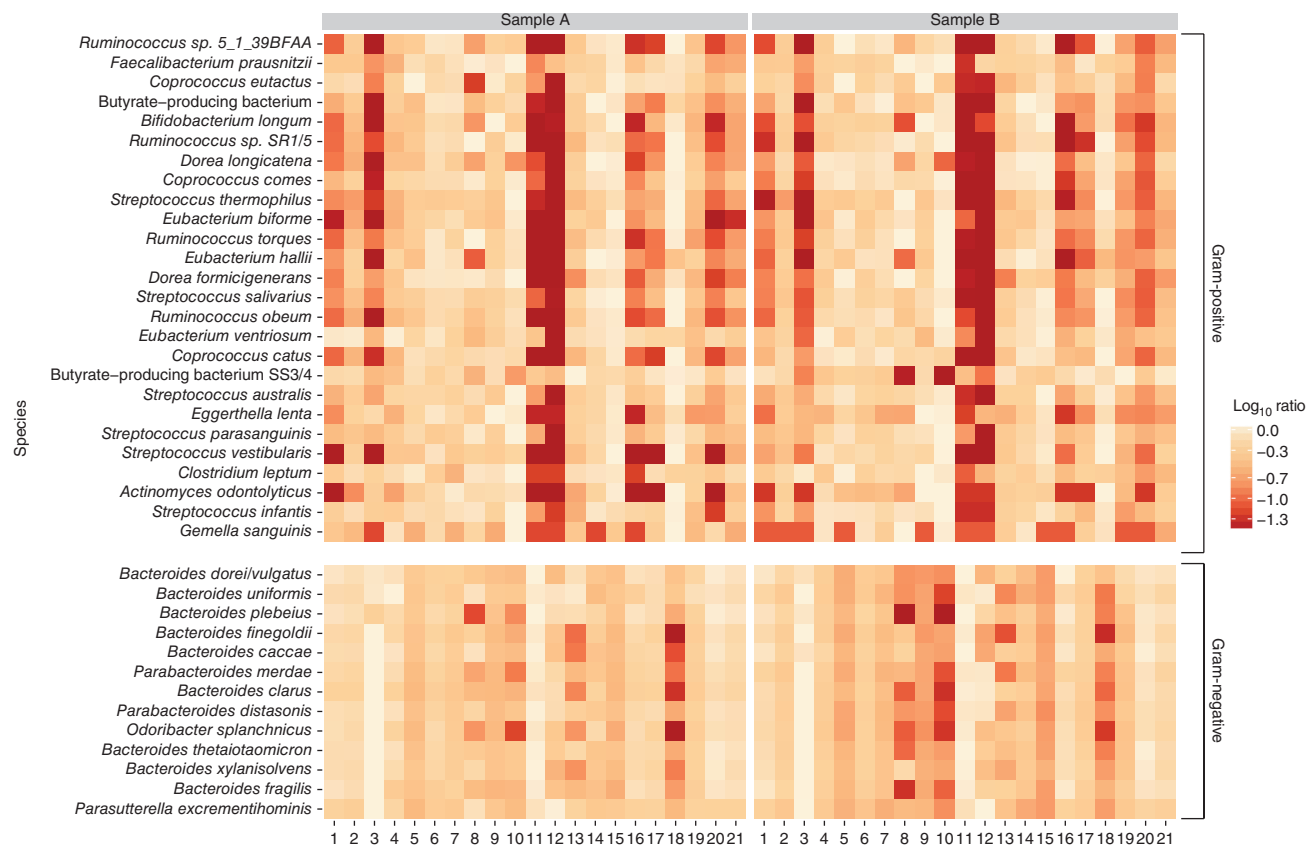 Sample A
Sample B
Ruminococcus sp. 5_1_39BFAA
Faecalibacterium prausnitzii
Coprococcus eutactus
Butyrate–producing bacterium
Bifidobacterium longum
Ruminococcus sp. SR1/5
Dorea longicatena
Coprococcus comes
Streptococcus thermophilus
Eubacterium biforme
Ruminococcus torques
Eubacterium hallii
Dorea formicigenerans
Streptococcus salivarius
Ruminococcus obeum
Eubacterium ventriosum
Coprococcus catus
Butyrate–producing bacterium SS3/4
Streptococcus australis
Eggerthella lenta
Streptococcus parasanguinis
Streptococcus vestibularis
Clostridium leptum
Actinomyces odontolyticus
Streptococcus infantis
Gemella sanguinis
Gram-positive
Species
Log10 ratio
0.0
−0.3
−0.7
−1.0
−1.3
Bacteroides dorei/vulgatus
Bacteroides uniformis
Bacteroides plebeius
Bacteroides finegoldii
Bacteroides caccae
Parabacteroides merdae
Bacteroides clarus
Parabacteroides distasonis
Odoribacter splanchnicus
Bacteroides thetaiotaomicron
Bacteroides xylanisolvens
Bacteroides fragilis
Parasutterella excrementihominis
Gram-negative
1 2 3 4 5 6 7 8 9 10 11 12 13 14 15 16 17 18 19 20 21
1 2 3 4 5 6 7 8 9 10 11 12 13 14 15 16 17 18 19 20 21